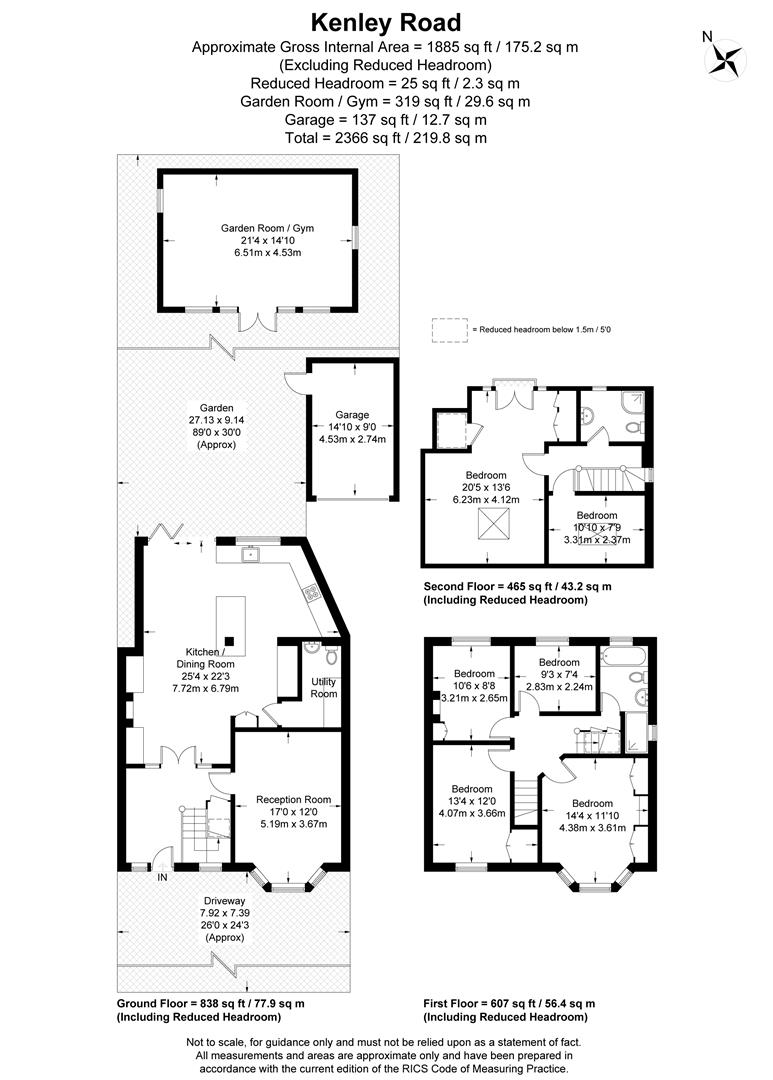 Kenley Road
Approximate Gross Internal Area = 1885 sq ft / 175.2 sq m
(Excluding Reduced Headroom)
Reduced Headroom = 25 sq ft / 2.3 sq m
Garden Room / Gym = 319 sq ft / 29.6 sq m
Garage = 137 sq ft / 12.7 sq m
Total = 2366 sq ft / 219.8 sq m
N
Garden Room / Gym
21'4 x 14'10
6.51m x 4.53m
= Reduced headroom below 1.5m / 5'0
Garden
27.13 x 9.14
89'0 x 30'0
(Approx)
Garage
14'10 x 9'0
4.53m x 2.74m
Bedroom
20'5 x 13'6
6.23m x 4.12m
Bedroom
10'10 x 7'9
3.31m x 2.37m
Second Floor = 465 sq ft / 43.2 sq m
(Including Reduced Headroom)
Kitchen /
Dining Room
25'4 x 22'3
7.72m x 6.79m
Utility
Room
Reception Room
17'0 x 12'0
5.19m x 3.67m
IN
Driveway
7.92 x 7.39
26'0 x 24'3
(Approx)
Ground Floor = 838 sq ft / 77.9 sq m
(Including Reduced Headroom)
Bedroom
10'6 x 8'8
3.21m x 2.65m
Bedroom
9'3 x 7'4
2.83m x 2.24m
Bedroom
13'4 x 12'0
4.07m x 3.66m
Bedroom
14'4 x 11'10
4.38m x 3.61m
First Floor = 607 sq ft / 56.4 sq m
(Including Reduced Headroom)
Not to scale, for guidance only and must not be relied upon as a statement of fact.
All measurements and areas are approximate only and have been prepared in
accordance with the current edition of the RICS Code of Measuring Practice.